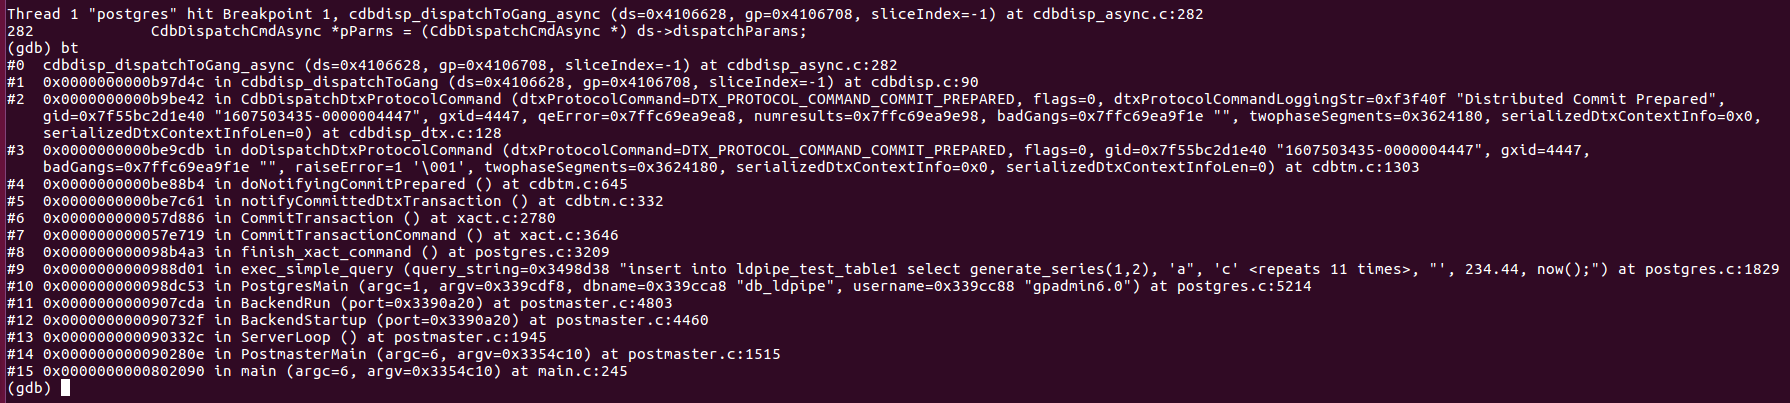 Thread 1 "postgres" hit Breakpoint 1, cdbdisp_dispatchToGang_async (ds=0x4106628, gp=0x4106708, sliceIndex=-1) at cdbdisp_async.c:282
282             CdbDispatchCmdAsync *pParms = (CdbDispatchCmdAsync *) ds->dispatchParams;
(gdb) bt
#0  cdbdisp_dispatchToGang_async (ds=0x4106628, gp=0x4106708, sliceIndex=-1) at cdbdisp_async.c:282
#1  0x0000000000b97d4c in cdbdisp_dispatchToGang (ds=0x4106628, gp=0x4106708, sliceIndex=-1) at cdbdisp.c:90
#2  0x0000000000b9be42 in CdbDispatchDtxProtocolCommand (dtxProtocolCommand=DTX_PROTOCOL_COMMAND_COMMIT_PREPARED, flags=0, dtxProtocolCommandLoggingStr=0xf3f40f "Distributed Commit Prepared",
    gid=0x7f55bc2d1e40 "1607503435-0000004447", gxid=4447, qeError=0x7ffc69ea9ea8, numresults=0x7ffc69ea9e98, badGangs=0x7ffc69ea9f1e "", twophaseSegments=0x3624180, serializedDtxContextInfo=0x0,
    serializedDtxContextInfoLen=0) at cdbdisp_dtx.c:128
#3  0x0000000000be9cdb in doDispatchDtxProtocolCommand (dtxProtocolCommand=DTX_PROTOCOL_COMMAND_COMMIT_PREPARED, flags=0, gid=0x7f55bc2d1e40 "1607503435-0000004447", gxid=4447,
    badGangs=0x7ffc69ea9f1e "", raiseError=1 '\001', twophaseSegments=0x3624180, serializedDtxContextInfo=0x0, serializedDtxContextInfoLen=0) at cdbtm.c:1303
#4  0x0000000000be88b4 in doNotifyingCommitPrepared () at cdbtm.c:645
#5  0x0000000000be7c61 in notifyCommittedDtxTransaction () at cdbtm.c:332
#6  0x000000000057d886 in CommitTransaction () at xact.c:2780
#7  0x000000000057e719 in CommitTransactionCommand () at xact.c:3646
#8  0x000000000098b4a3 in finish_xact_command () at postgres.c:3209
#9  0x0000000000988d01 in exec_simple_query (query_string=0x3498d38 "insert into ldpipe_test_table1 select generate_series(1,2), 'a", 'c' <repeats 11 times>, "', 234.44, now();") at postgres.c:1829
#10 0x000000000098dc53 in PostgresMain (argc=1, argv=0x339cdf8, dbname=0x339cca8 "db_ldpipe", username=0x339cc88 "gpadmin6.0") at postgres.c:5214
#11 0x0000000000907cda in BackendRun (port=0x3390a20) at postmaster.c:4803
#12 0x000000000090732f in BackendStartup (port=0x3390a20) at postmaster.c:4460
#13 0x000000000090332c in ServerLoop () at postmaster.c:1945
#14 0x000000000090280e in PostmasterMain (argc=6, argv=0x3354c10) at postmaster.c:1515
#15 0x0000000000802090 in main (argc=6, argv=0x3354c10) at main.c:245
(gdb)